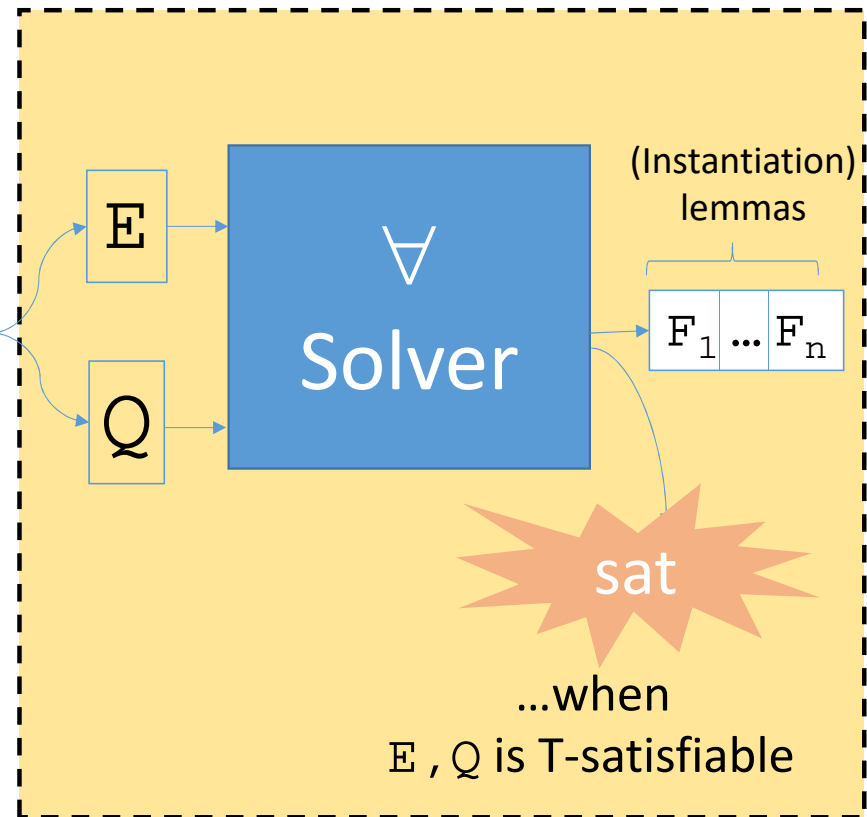 E
Q
∀
Solver
(Instantiation)
lemmas
F₁ ... Fₙ
sat
...when
E , Q is T-satisfiable